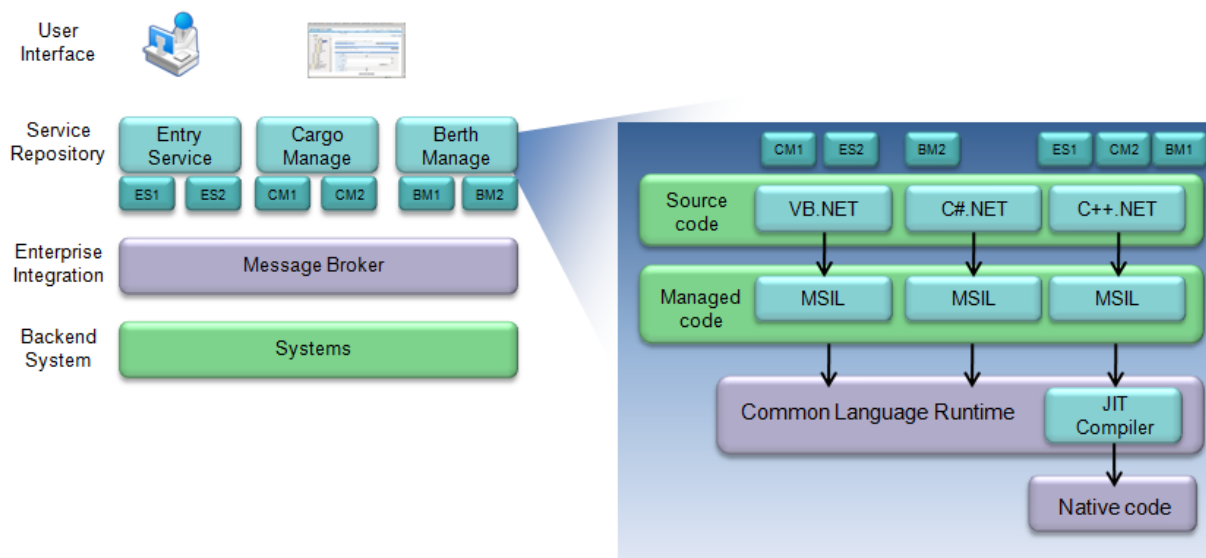 User
Interface
Service
Repository
Entry
Service
Cargo
Manage
Berth
Manage
ES1
ES2
CM1
CM2
BM1
BM2
Enterprise
Integration
Message Broker
Backend
System
Systems
CM1
ES2
BM2
ES1
CM2
BM1
Source
code
VB.NET
C#.NET
C++.NET
Managed
code
MSIL
MSIL
MSIL
Common Language Runtime
JIT
Compiler
Native code